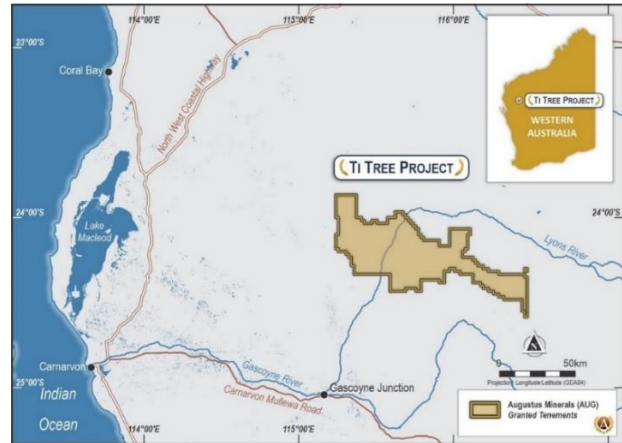 114°00'E
115°00'E
116°00'E
23°00'S
Coral Bay
North West Coastal Highway
TI TREE PROJECT
WESTERN
AUSTRALIA
TI TREE PROJECT
24°00'S
24°00'S
Lake
Macleod
Lyons River
Carnarvon
Gascoyne River
Carnarvon Mullewa Road
Gascoyne Junction
25°00'S
Indian
Ocean
N
0
50km
Projection: Longitude/Latitude (GDA94)
Augustus Minerals (AUG)
Granted Tenements
114°00'E
115°00'E